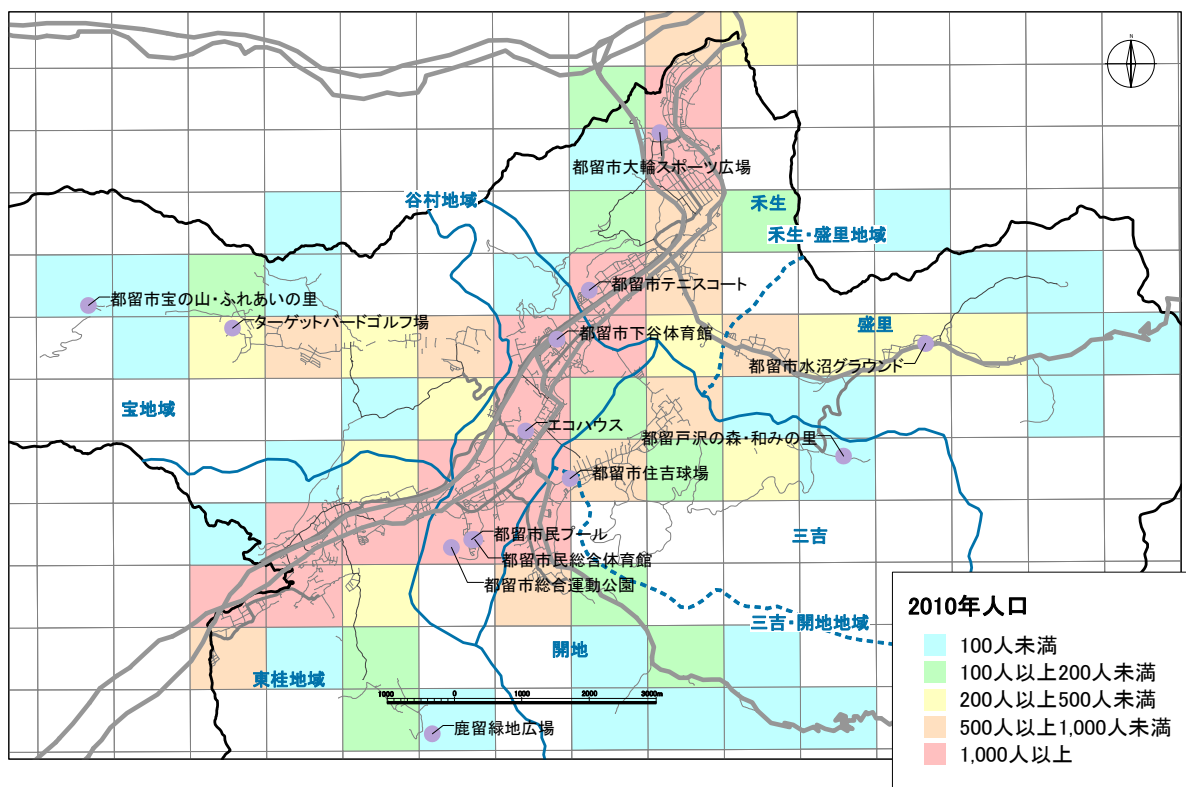 N
都留市大輪スポーツ広場
谷村地域
禾生
禾生・盛里地域
都留市テニスコート
都留市宝の山・ふれあいの里
ターゲットバードゴルフ場
盛里
都留市下谷体育館
都留市水沼グラウンド
宝地域
エコハウス
都留戸沢の森・和みの里
都留市住吉球場
都留市民プール
三吉
都留市民総合体育館
都留市総合運動公園
三吉・開地地域
開地
東桂地域
1000 0 1000 2000 3000m
鹿留緑地広場
2010年人口
100人未満
100人以上200人未満
200人以上500人未満
500人以上1,000人未満
1,000人以上